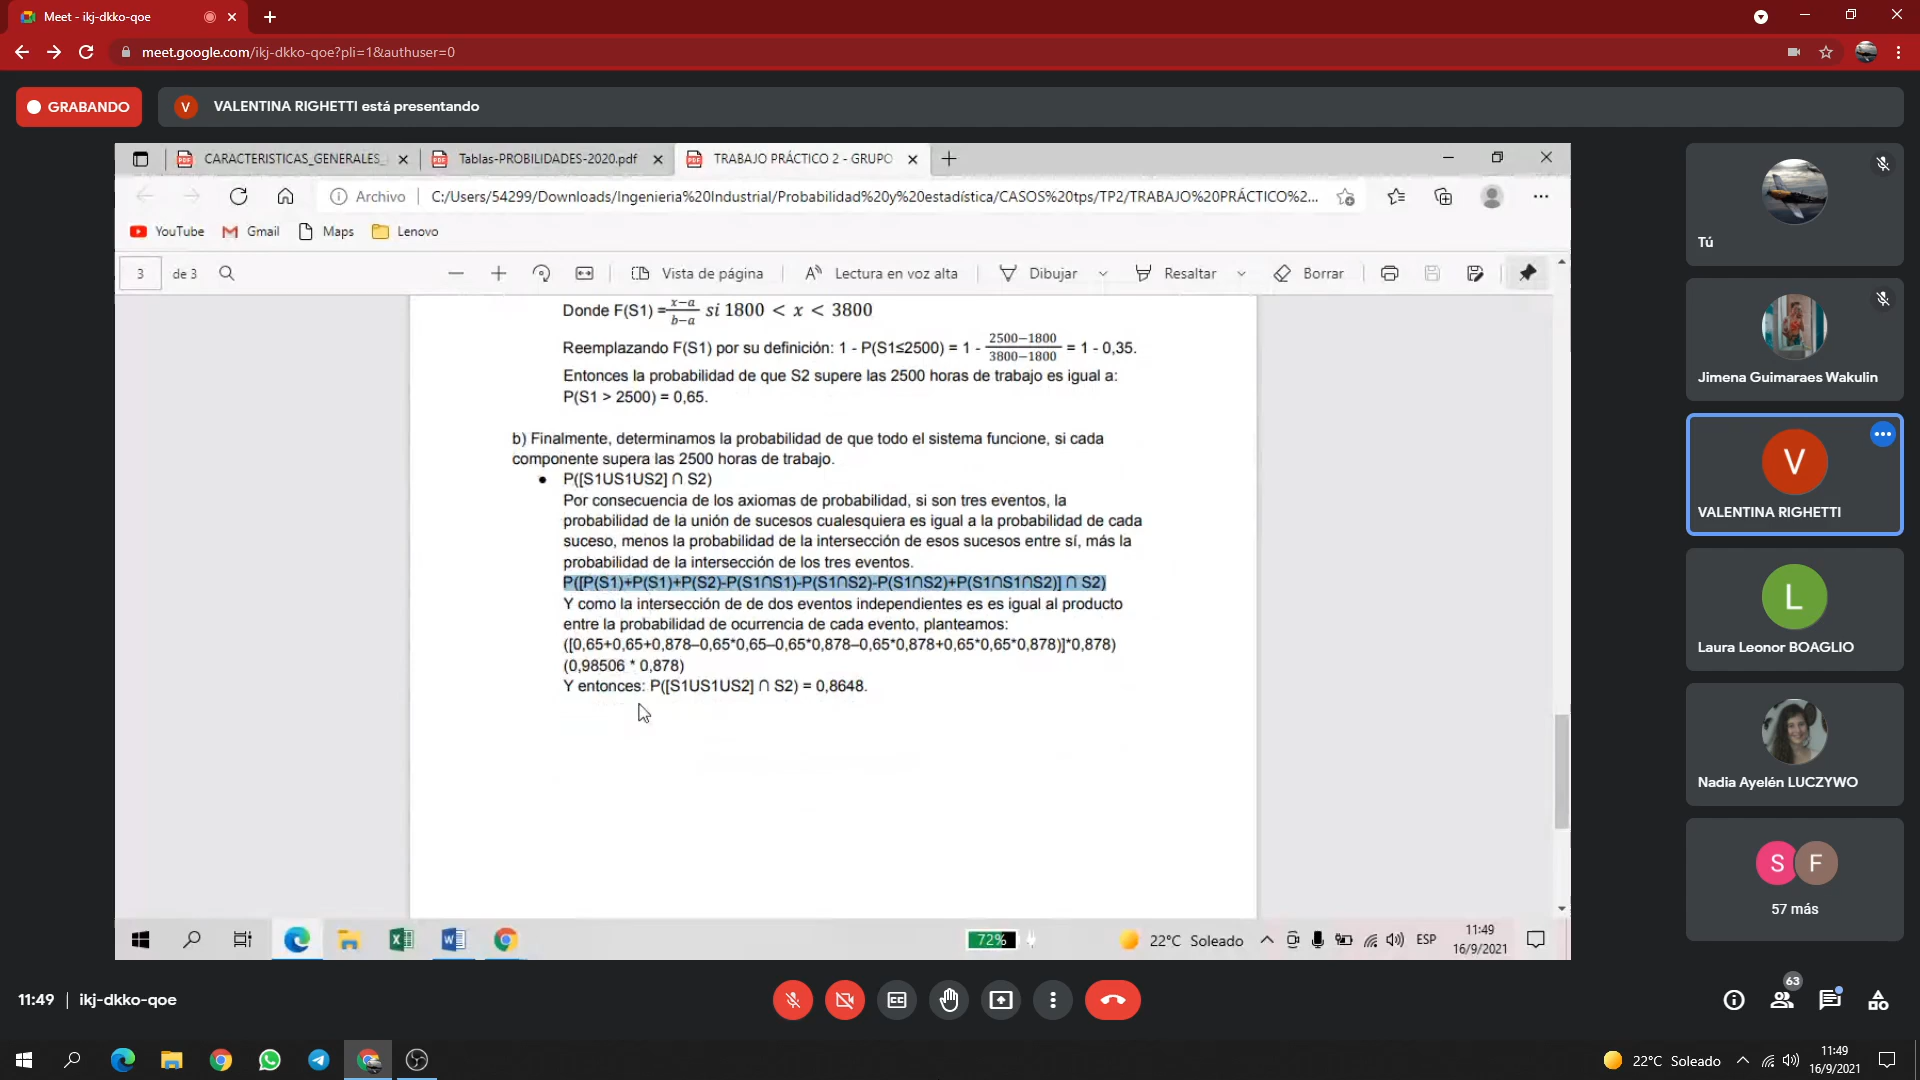 Meet - ikj-dkko-qoe
meet.google.com/ikj-dkko-qoe?pli=1&authuser=0
GRABANDO
V
VALENTINA RIGHETTI está presentando
CARACTERISTICAS_GENERALES_
Tablas-PROBILIDADES-2020.pdf
TRABAJO PRÁCTICO 2 - GRUPO
Archivo
C:/Users/54299/Downloads/Ingenieria%20Industrial/Probabilidad%20y%20estadística/CASOS%20tps/TP2/TRABAJO%20PRÁCTICO%2...
YouTube
Gmail
Maps
Lenovo
3
de 3
Vista de página
Lectura en voz alta
Dibujar
Resaltar
Borrar
Donde F(S1) = x−a / b−a si 1800 < x < 3800
Reemplazando F(S1) por su definición: 1 - P(S1≤2500) = 1 - 2500−1800 / 3800−1800 = 1 - 0,35.
Entonces la probabilidad de que S2 supere las 2500 horas de trabajo es igual a:
P(S1 > 2500) = 0,65.
b) Finalmente, determinamos la probabilidad de que todo el sistema funcione, si cada
componente supera las 2500 horas de trabajo.
● P([S1US1US2] ∩ S2)
Por consecuencia de los axiomas de probabilidad, si son tres eventos, la
probabilidad de la unión de sucesos cualesquiera es igual a la probabilidad de cada
suceso, menos la probabilidad de la intersección de esos sucesos entre sí, más la
probabilidad de la intersección de los tres eventos.
P([P(S1)+P(S1)+P(S2)-P(S1∩S1)-P(S1∩S2)-P(S1∩S2)+P(S1∩S1∩S2)] ∩ S2)
Y como la intersección de de dos eventos independientes es es igual al producto
entre la probabilidad de ocurrencia de cada evento, planteamos:
([0,65+0,65+0,878–0,65*0,65–0,65*0,878–0,65*0,878+0,65*0,65*0,878)]*0,878)
(0,98506 * 0,878)
Y entonces: P([S1US1US2] ∩ S2) = 0,8648.
72%
22°C Soleado
ESP
11:49
16/9/2021
Tú
Jimena Guimaraes Wakulin
V
VALENTINA RIGHETTI
L
Laura Leonor BOAGLIO
Nadia Ayelén LUCZYWO
S
F
57 más
11:49 | ikj-dkko-qoe
63
22°C Soleado
11:49
16/9/2021